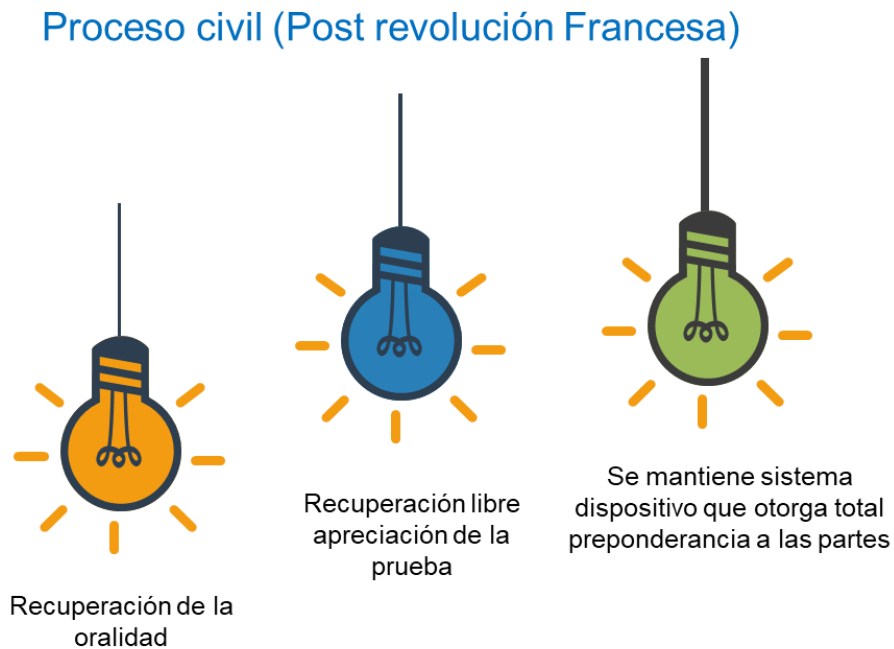 Proceso civil (Post revolución Francesa)
Recuperación de la
oralidad
Recuperación libre
apreciación de la
prueba
Se mantiene sistema
dispositivo que otorga total
preponderancia a las partes